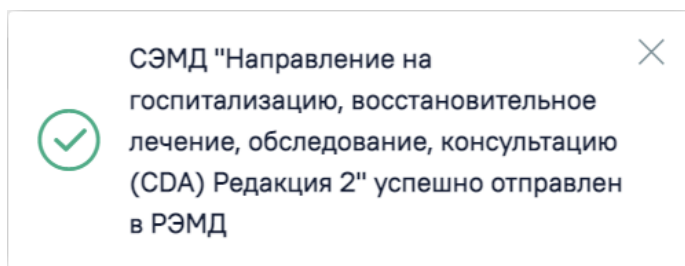 СЭМД "Направление на
госпитализацию, восстановительное
лечение, обследование, консультацию
(CDA) Редакция 2" успешно отправлен
в РЭМД